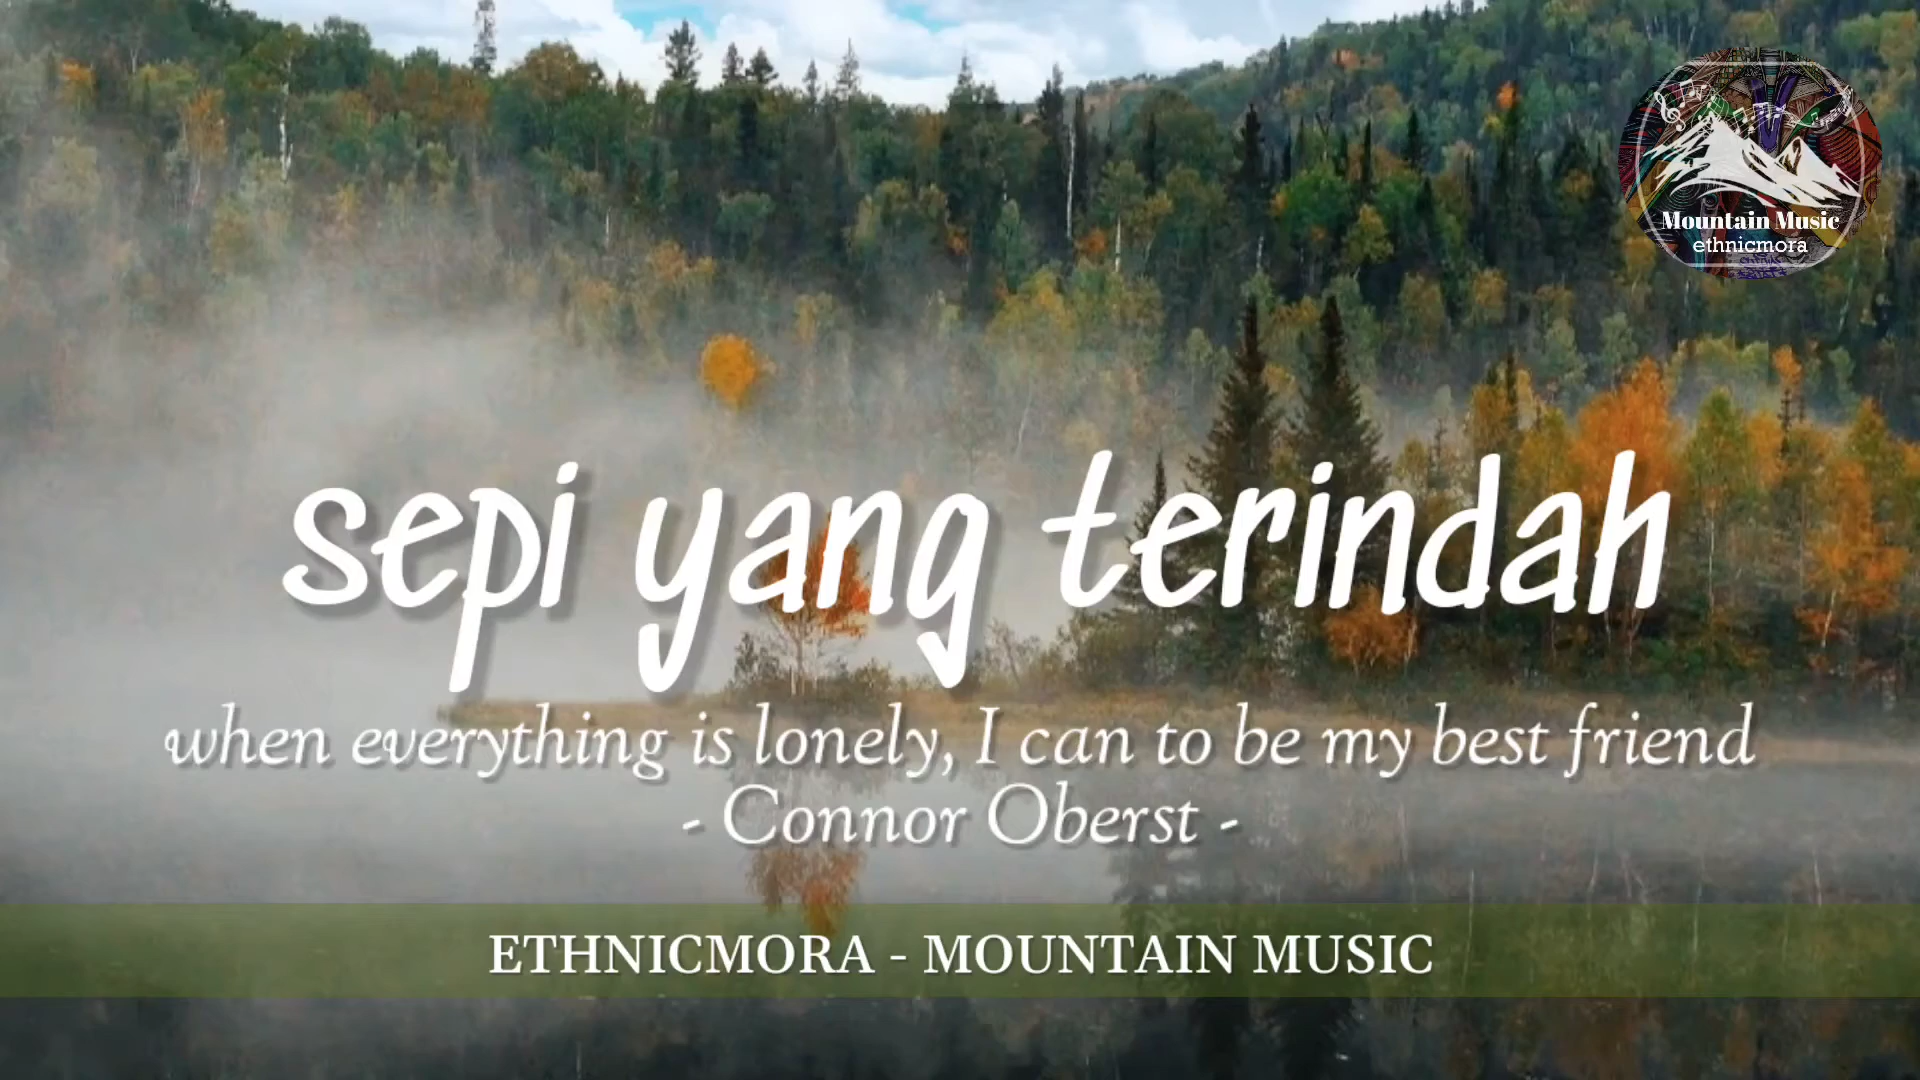 Mountain Music
ethnicmora
sepi yang terindah
when everything is lonely, I can to be my best friend
- Connor Oberst -
ETHNICMORA - MOUNTAIN MUSIC